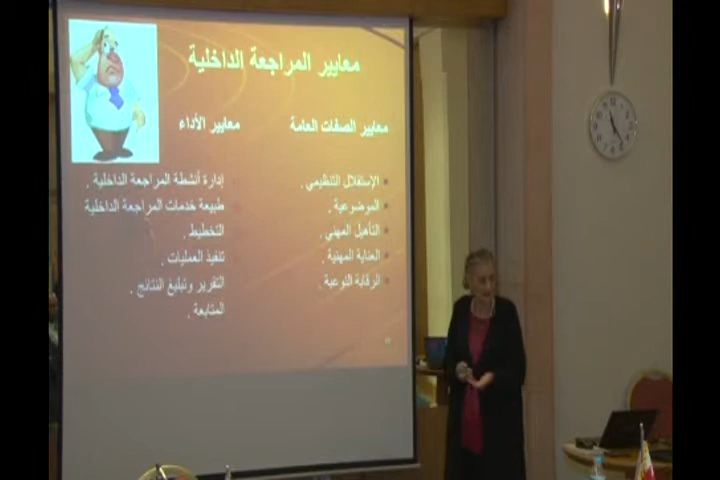 معايير المراجعة الداخلية
معايير الصفات العامة
الإستقلال التنظيمي .
الموضوعية .
التأهيل المهني .
العناية المهنية .
الرقابة النوعية .
معايير الأداء
إدارة أنشطة المراجعة الداخلية .
طبيعة خدمات المراجعة الداخلية
التخطيط .
تنفيذ العمليات .
التقرير وتبليغ النتائج .
المتابعة .